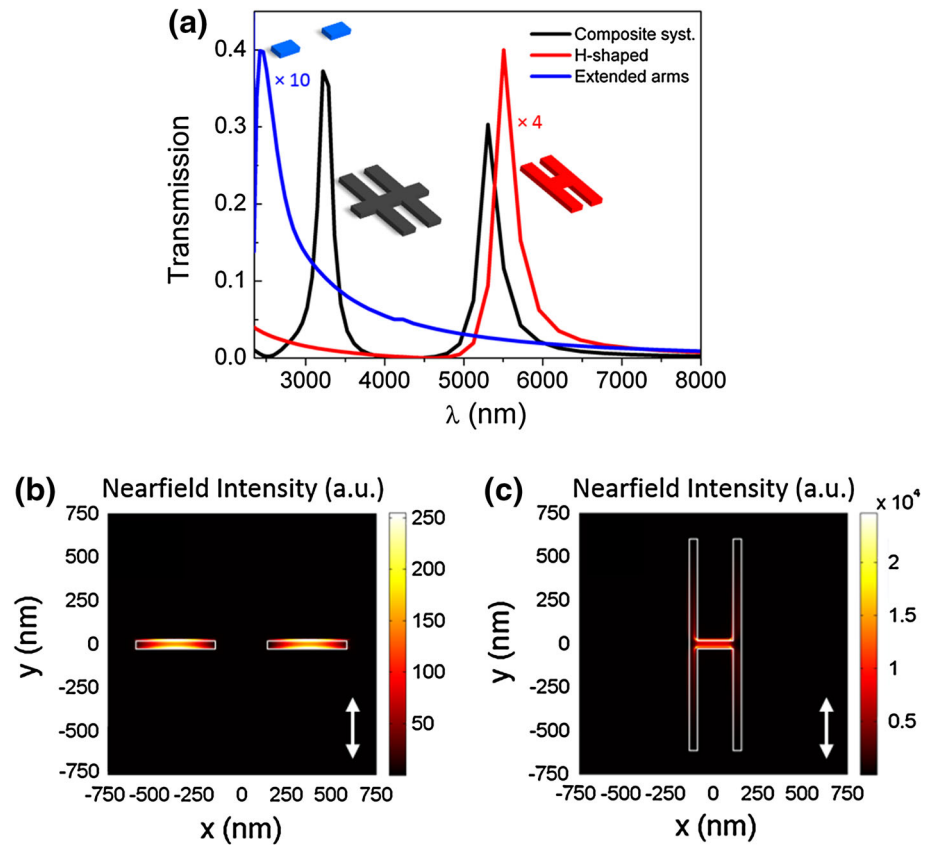 (a)
Transmission
0.4
0.3
0.2
0.1
0.0
× 10
× 4
Composite syst.
H-shaped
Extended arms
3000 4000 5000 6000 7000 8000
λ (nm)
(b)
Nearfield Intensity (a.u.)
y (nm)
750
500
250
0
-250
-500
-750
-750 -500 -250 0 250 500 750
x (nm)
250
200
150
100
50
(c)
Nearfield Intensity (a.u.)
x 10⁴
y (nm)
750
500
250
0
-250
-500
-750
-750 -500 -250 0 250 500 750
x (nm)
2
1.5
1
0.5